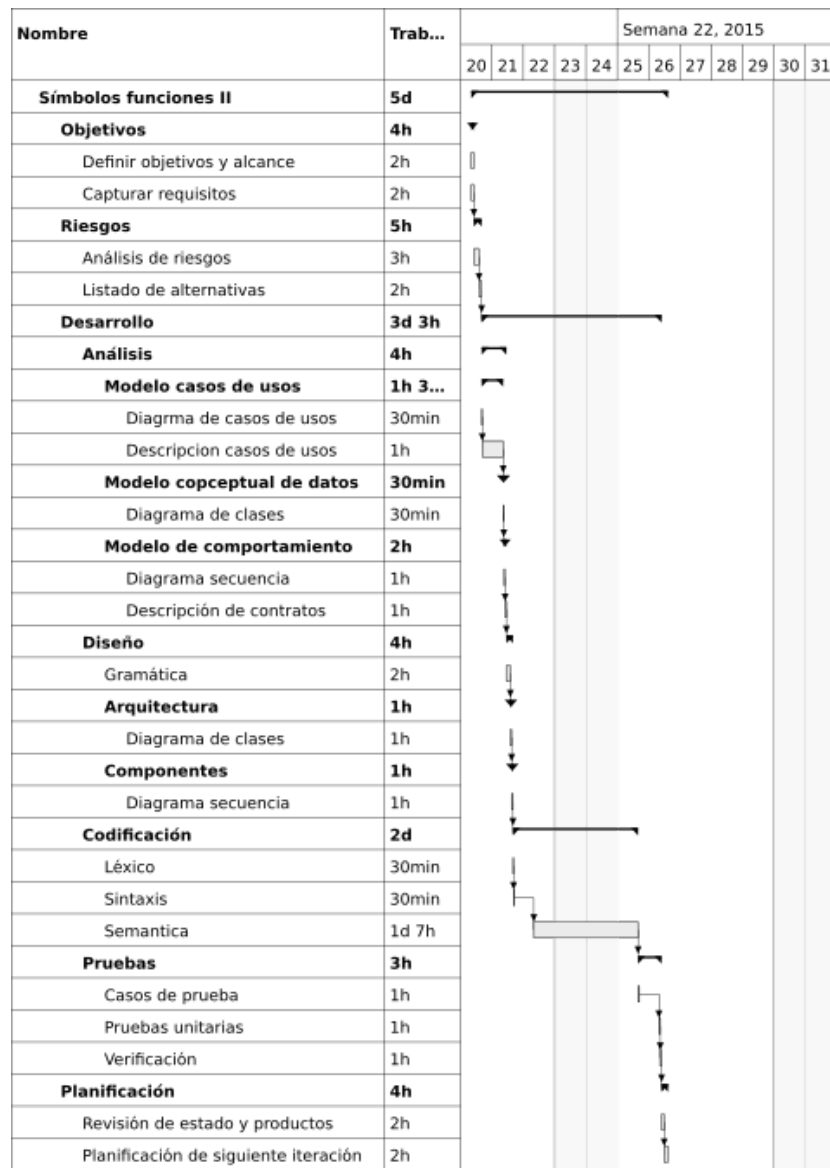 Nombre Trab... Semana 22, 2015
20 21 22 23 24 25 26 27 28 29 30 31
Símbolos funciones II 5d
Objetivos 4h
Definir objetivos y alcance 2h
Capturar requisitos 2h
Riesgos 5h
Análisis de riesgos 3h
Listado de alternativas 2h
Desarrollo 3d 3h
Análisis 4h
Modelo casos de usos 1h 3...
Diagrma de casos de usos 30min
Descripcion casos de usos 1h
Modelo copceptual de datos 30min
Diagrama de clases 30min
Modelo de comportamiento 2h
Diagrama secuencia 1h
Descripción de contratos 1h
Diseño 4h
Gramática 2h
Arquitectura 1h
Diagrama de clases 1h
Componentes 1h
Diagrama secuencia 1h
Codificación 2d
Léxico 30min
Sintaxis 30min
Semantica 1d 7h
Pruebas 3h
Casos de prueba 1h
Pruebas unitarias 1h
Verificación 1h
Planificación 4h
Revisión de estado y productos 2h
Planificación de siguiente iteración 2h